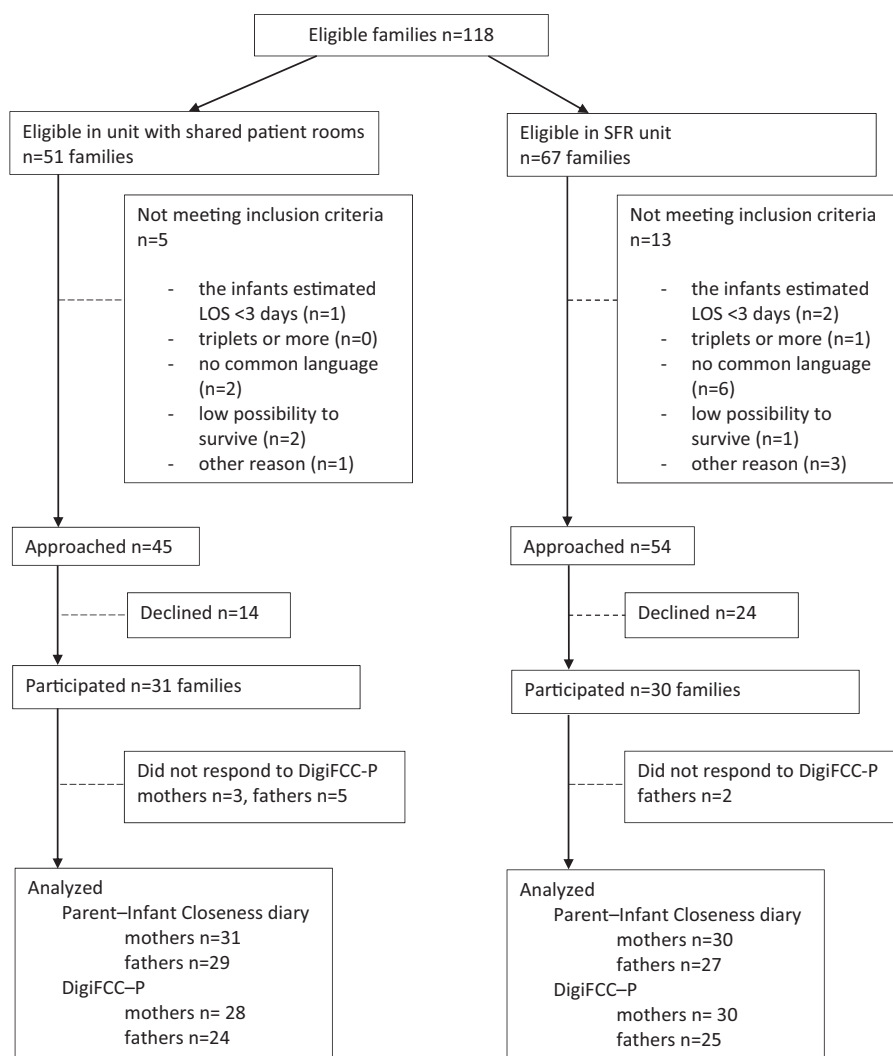 Eligible families n=118
Eligible in unit with shared patient rooms
n=51 families
Not meeting inclusion criteria
n=5
- the infants estimated
LOS <3 days (n=1)
- triplets or more (n=0)
- no common language
(n=2)
- low possibility to
survive (n=2)
- other reason (n=1)
Approached n=45
Declined n=14
Participated n=31 families
Did not respond to DigiFCC-P
mothers n=3, fathers n=5
Analyzed
Parent–Infant Closeness diary
mothers n=31
fathers n=29
DigiFCC–P
mothers n= 28
fathers n=24
Eligible in SFR unit
n=67 families
Not meeting inclusion criteria
n=13
- the infants estimated
LOS <3 days (n=2)
- triplets or more (n=1)
- no common language
(n=6)
- low possibility to
survive (n=1)
- other reason (n=3)
Approached n=54
Declined n=24
Participated n=30 families
Did not respond to DigiFCC-P
fathers n=2
Analyzed
Parent–Infant Closeness diary
mothers n=30
fathers n=27
DigiFCC–P
mothers n= 30
fathers n=25